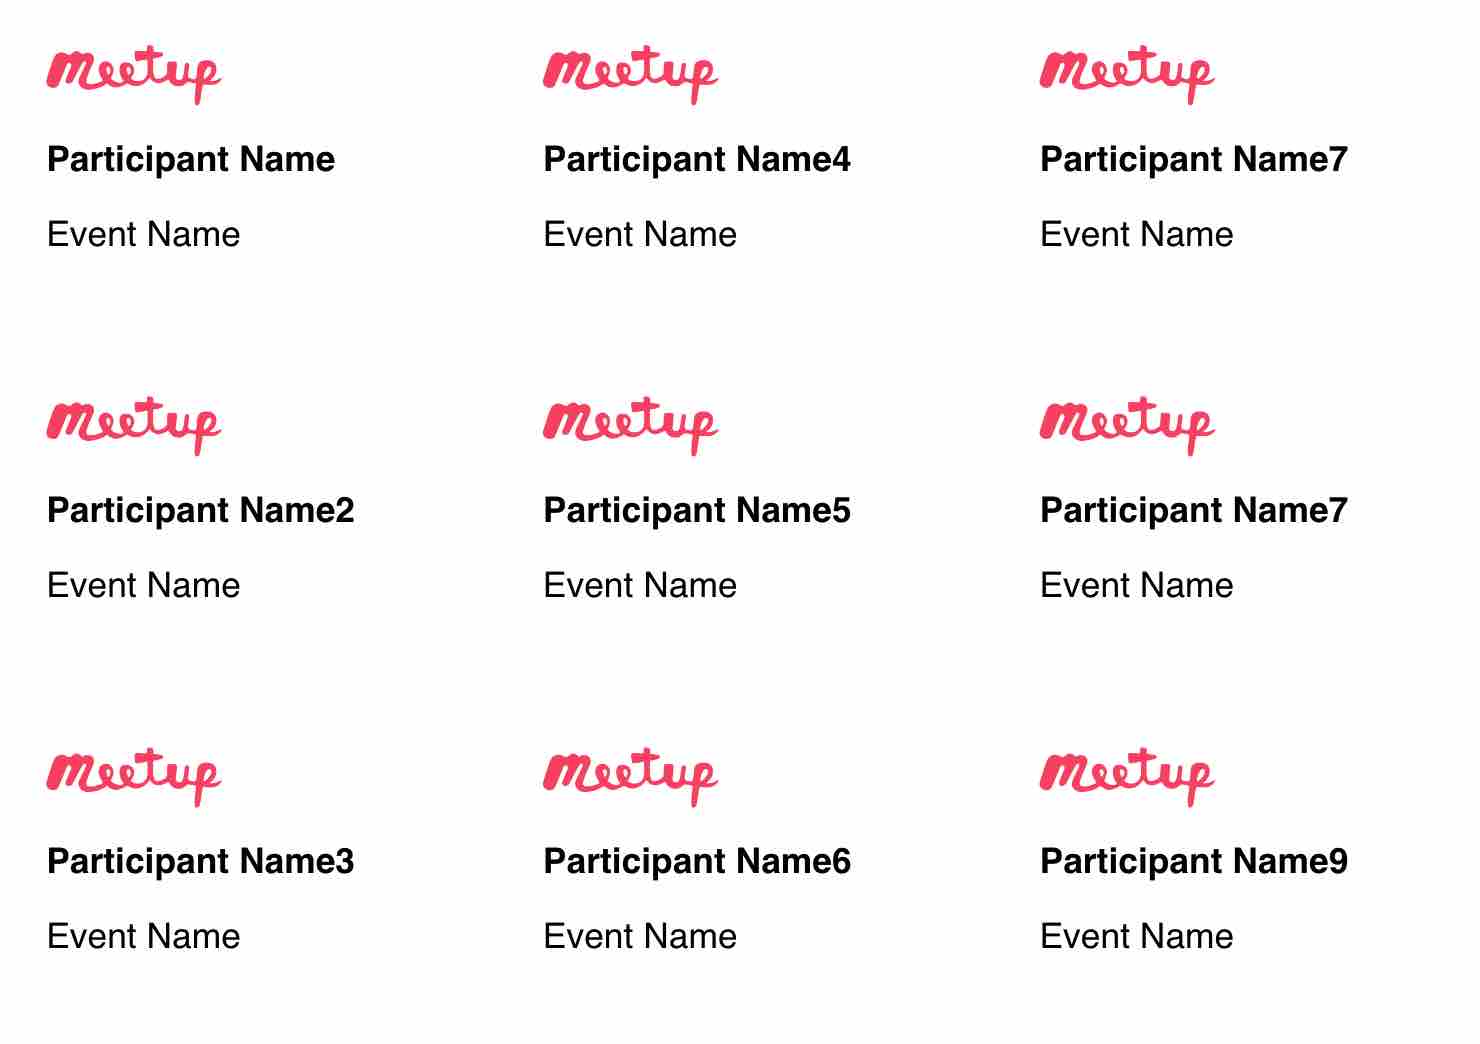 meetup
Participant Name
Event Name
meetup
Participant Name2
Event Name
meetup
Participant Name3
Event Name
meetup
Participant Name4
Event Name
meetup
Participant Name5
Event Name
meetup
Participant Name6
Event Name
meetup
Participant Name7
Event Name
meetup
Participant Name7
Event Name
meetup
Participant Name9
Event Name